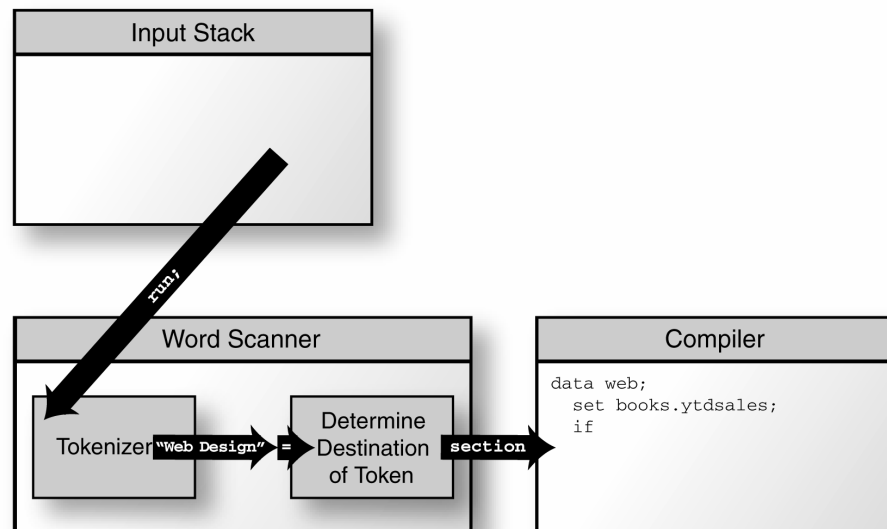 Input Stack
run;
Word Scanner
Tokenizer
“Web Design”
=
Determine
Destination
of Token
section
Compiler
data web;
  set books.ytdsales;
  if